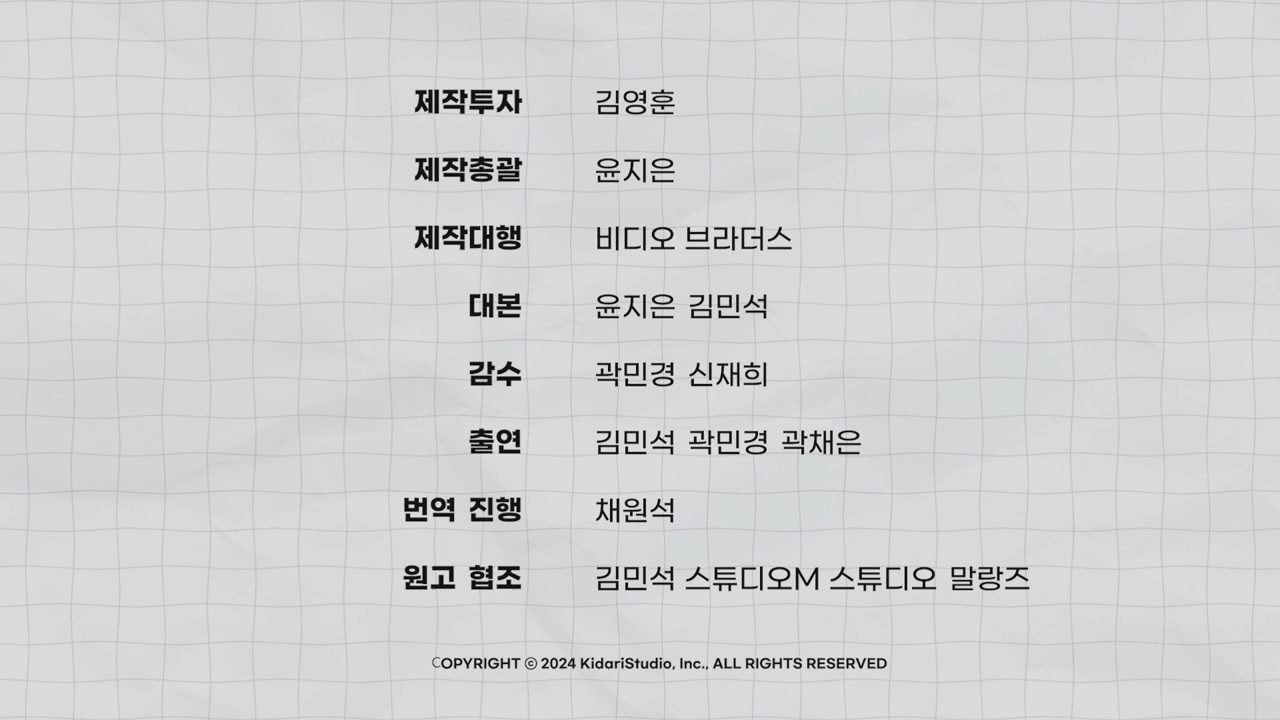 제작투자 김영훈
제작총괄 윤지은
제작대행 비디오 브라더스
대본 윤지은 김민석
감수 곽민경 신재희
출연 김민석 곽민경 곽채은
번역 진행 채원석
원고 협조 김민석 스튜디오M 스튜디오 말랑즈
COPYRIGHT © 2024 KidariStudio, Inc., ALL RIGHTS RESERVED